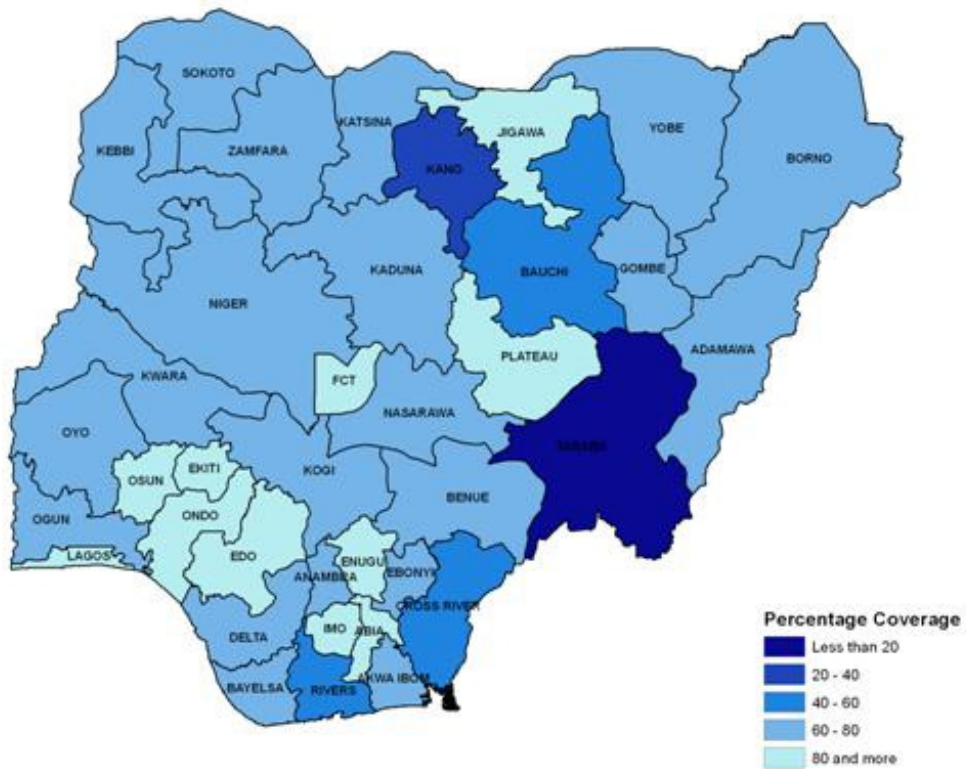 SOKOTO
KATSINA
JIGAWA
YOBE
KEBBI
ZAMFARA
KANO
BORNO
KADUNA
BAUCHI
GOMBE
NIGER
ADAMAWA
PLATEAU
FCT
KWARA
NASARAWA
OYO
TARABA
KOGI
EKITI
OSUN
BENUE
ONDO
OGUN
LAGOS
EDO
ENUGU
EBONYI
ANAMBRA
CROSS RIVER
IMO
ABIA
DELTA
AKWA IBOM
BAYELSA
RIVERS
Percentage Coverage
Less than 20
20 - 40
40 - 60
60 - 80
80 and more